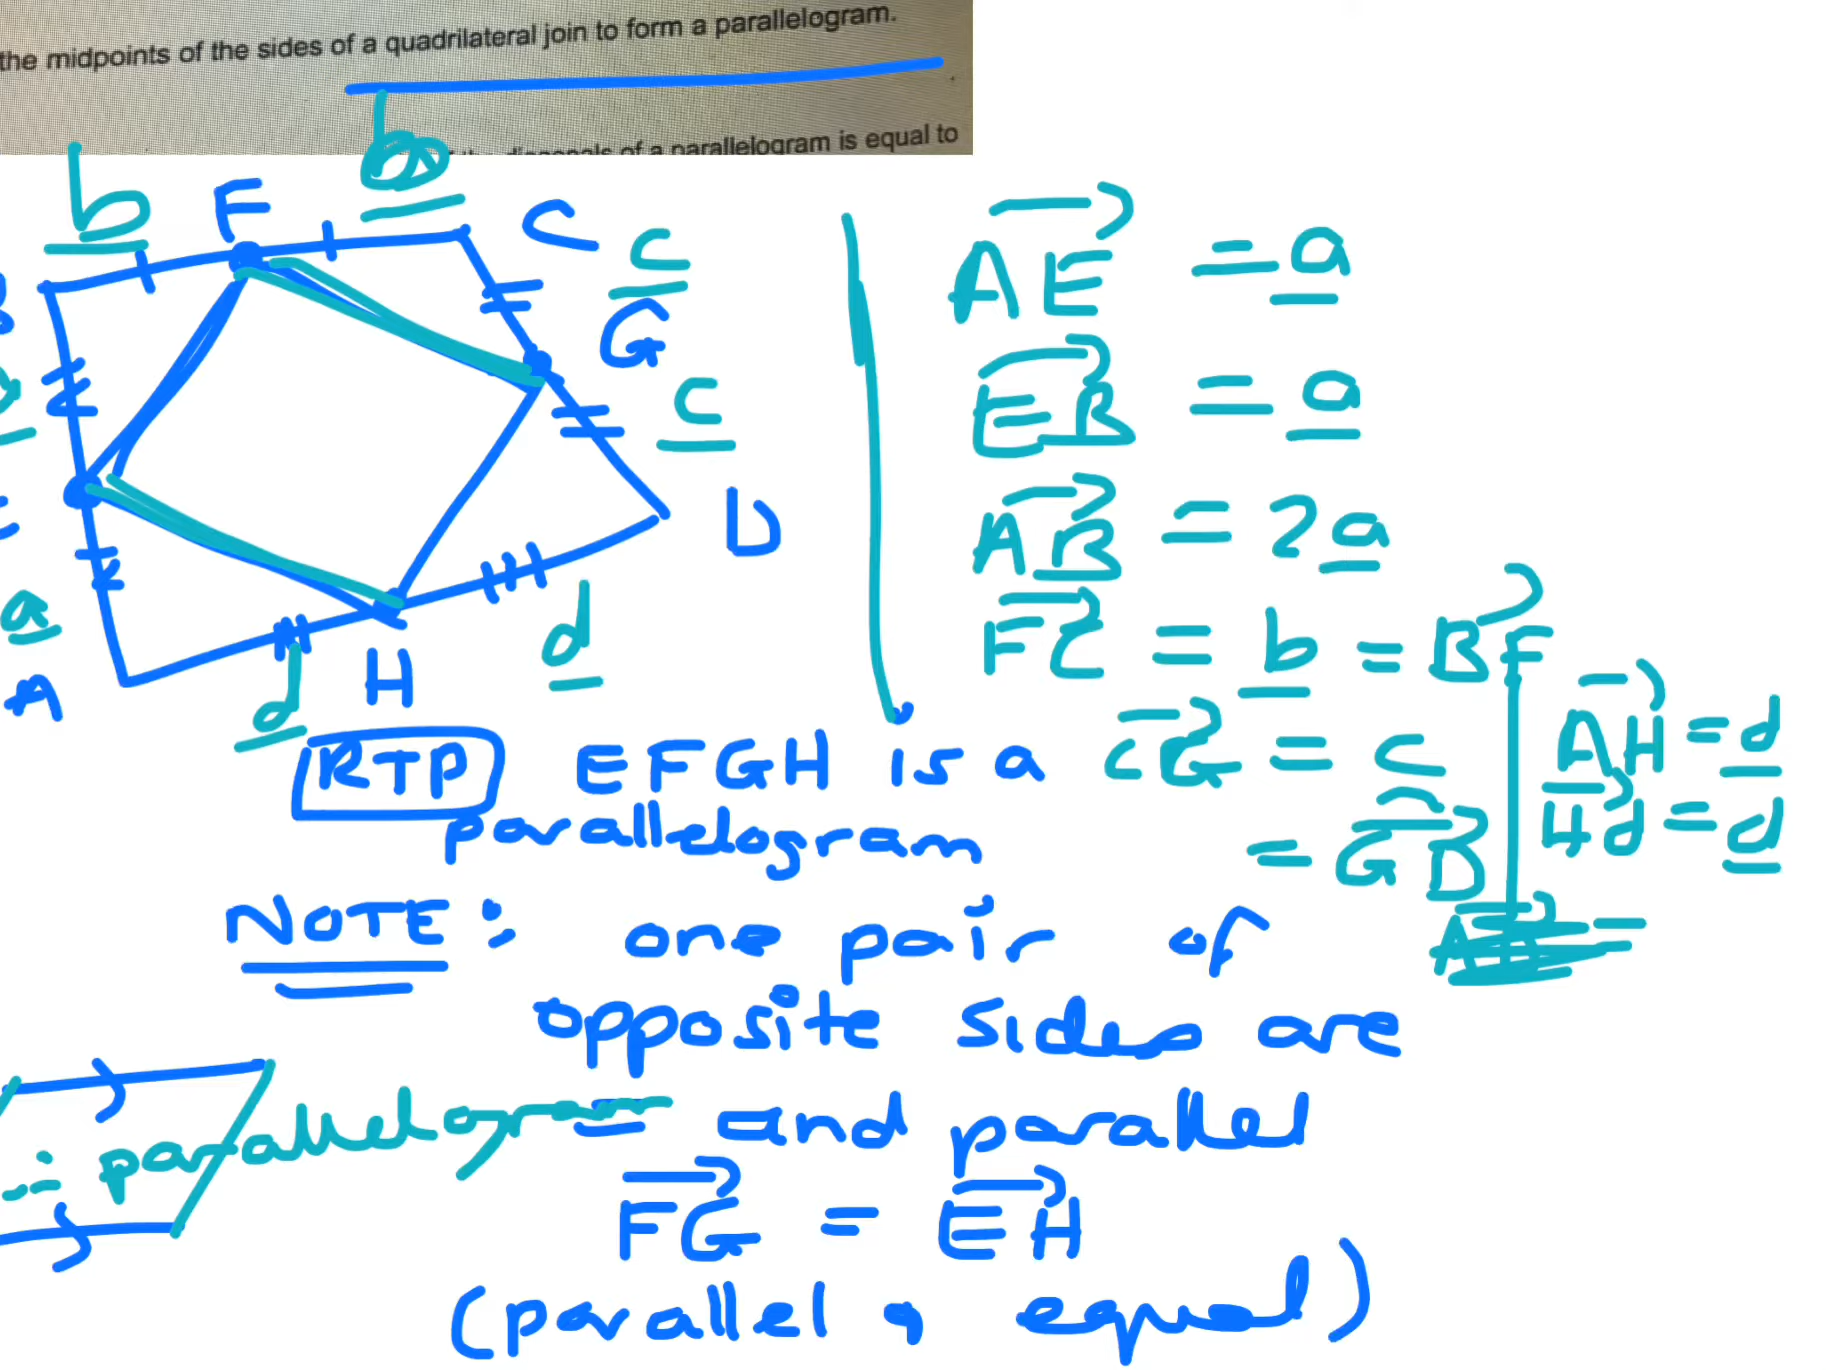 the midpoints of the sides of a quadrilateral join to form a parallelogram.
diagonals of a parallelogram is equal to
b
b
F
C
c
G
c
D
a
A
d
H
d
AE = a
EB = a
AB = 2a
FC = b = BF
CG = c
= GD
AH = d
Hd = d
RTP EFGH is a
parallelogram
NOTE: one pair of
opposite sides are
= and parallel
∴ parallelogram
FG = EH
(parallel & equal)